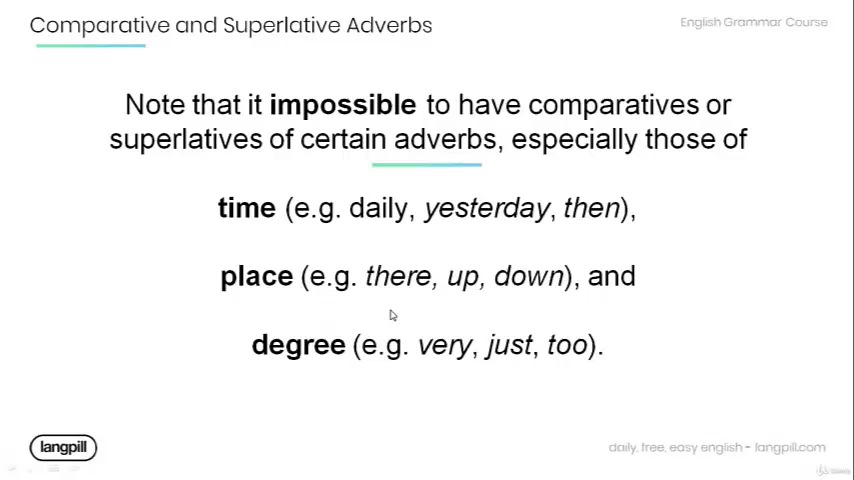 Comparative and Superlative Adverbs
English Grammar Course
Note that it impossible to have comparatives or
superlatives of certain adverbs, especially those of
time (e.g. daily, yesterday, then),
place (e.g. there, up, down), and
degree (e.g. very, just, too).
langpill
daily, free, easy english - langpill.com
Udemy